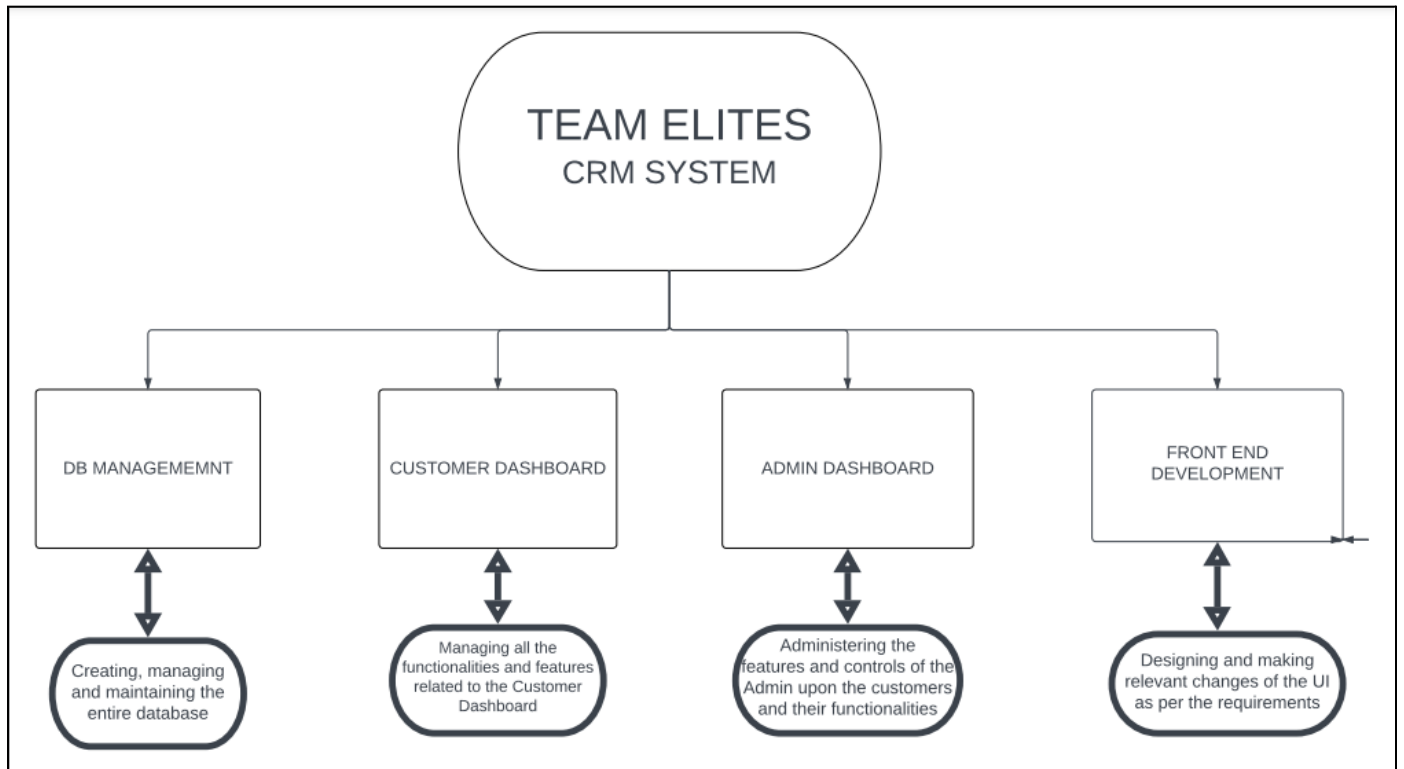 TEAM ELITES
CRM SYSTEM
DB MANAGEMEMNT
CUSTOMER DASHBOARD
ADMIN DASHBOARD
FRONT END
DEVELOPMENT
Creating, managing
and maintaining the
entire database
Managing all the
functionalities and features
related to the Customer
Dashboard
Administering the
features and controls of the
Admin upon the customers
and their functionalities
Designing and making
relevant changes of the UI
as per the requirements